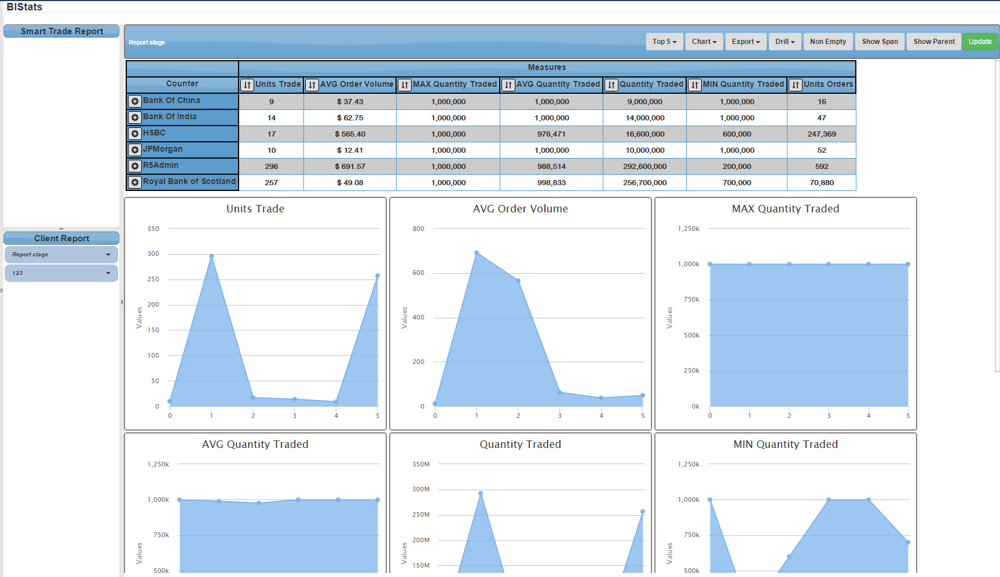 BIStats
Smart Trade Report
Report stage
Top 5 Chart Export Drill Non Empty Show Span Show Parent Update
Measures
Counter Units Trade AVG Order Volume MAX Quantity Traded AVG Quantity Traded Quantity Traded MIN Quantity Traded Units Orders
Bank Of China 9 $ 37.43 1,000,000 1,000,000 9,000,000 1,000,000 16
Bank Of India 14 $ 62.75 1,000,000 1,000,000 14,000,000 1,000,000 47
HSBC 17 $ 565.40 1,000,000 976,471 16,600,000 600,000 247,369
JPMorgan 10 $ 12.41 1,000,000 1,000,000 10,000,000 1,000,000 52
R5Admin 296 $ 691.57 1,000,000 988,514 292,600,000 200,000 592
Royal Bank of Scotland 257 $ 49.08 1,000,000 998,833 256,700,000 700,000 70,880
Client Report
Report stage
123
Units Trade
Values
350
300
250
200
150
100
50
0
0 1 2 3 4 5
AVG Order Volume
Values
800
600
400
200
0
0 1 2 3 4 5
MAX Quantity Traded
Values
1,250k
1,000k
750k
500k
250k
0k
0 1 2 3 4 5
AVG Quantity Traded
Values
1,250k
1,000k
750k
500k
Quantity Traded
Values
350M
300M
250M
200M
150M
MIN Quantity Traded
Values
1,250k
1,000k
750k
500k